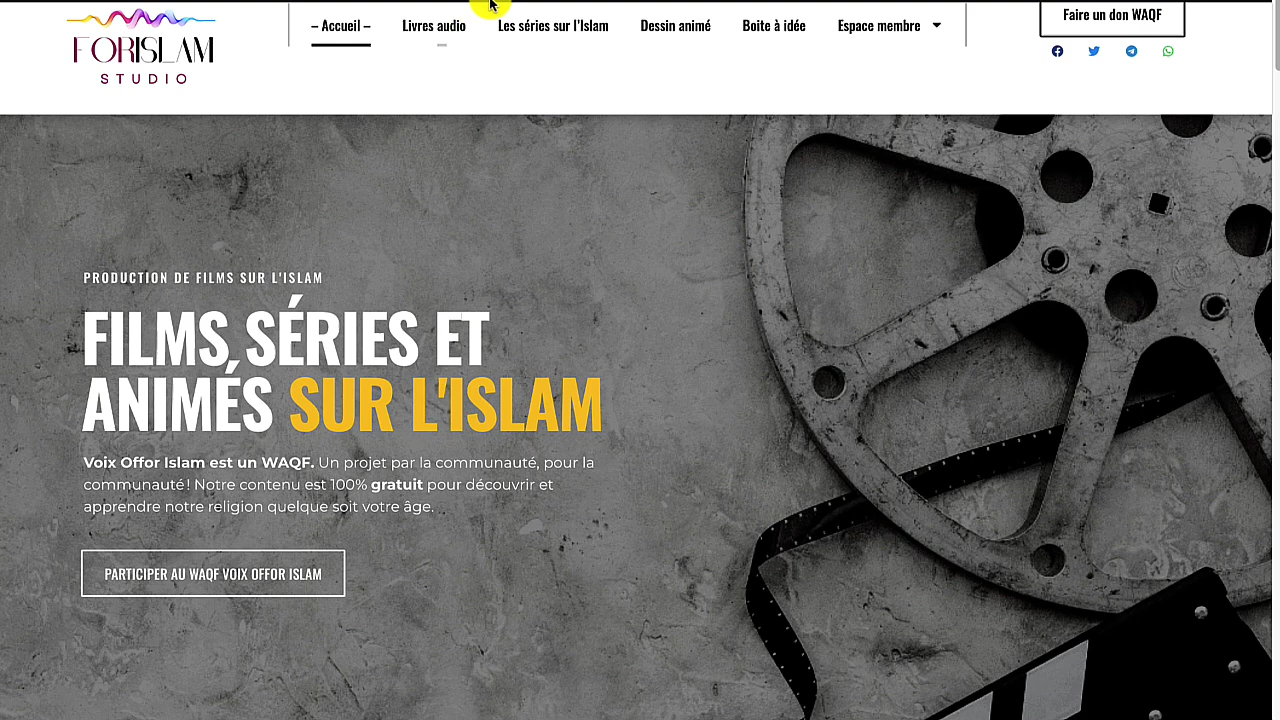 FORISLAM
STUDIO
– Accueil –
Livres audio
Les séries sur l'Islam
Dessin animé
Boite à idée
Espace membre
Faire un don WAQF
PRODUCTION DE FILMS SUR L'ISLAM
FILMS,SÉRIES ET
ANIMÉS SUR L'ISLAM
Voix Offor Islam est un WAQF. Un projet par la communauté, pour la
communauté ! Notre contenu est 100% gratuit pour découvrir et
apprendre notre religion quelque soit votre âge.
PARTICIPER AU WAQF VOIX OFFOR ISLAM